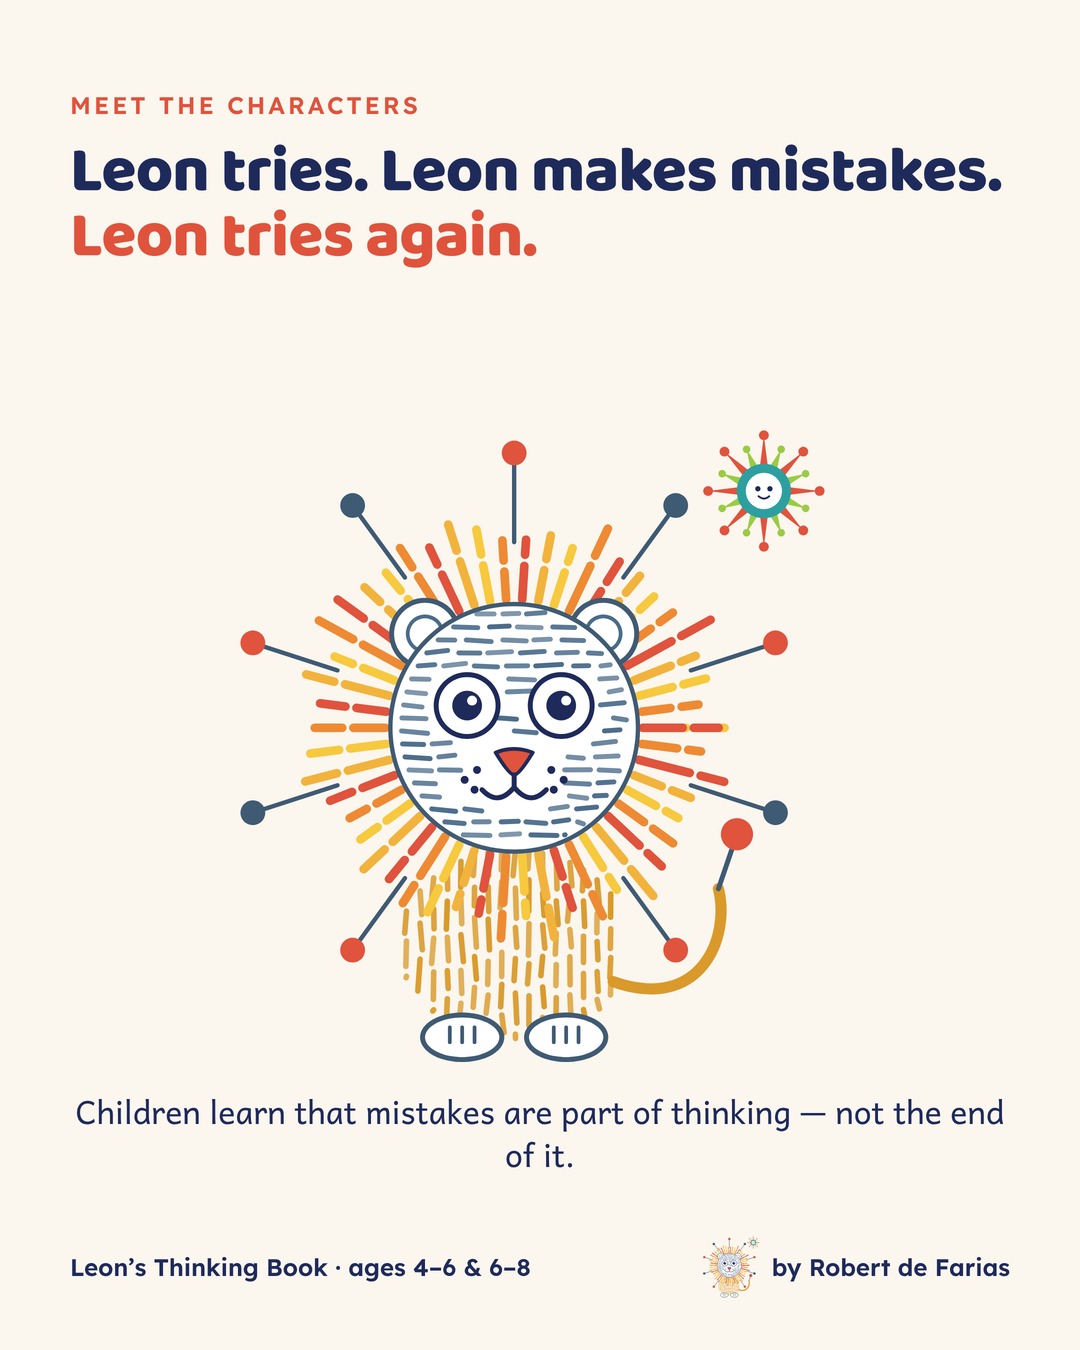 MEET THE CHARACTERS
Leon tries. Leon makes mistakes.
Leon tries again.
Children learn that mistakes are part of thinking — not the end
of it.
Leon’s Thinking Book · ages 4–6 & 6–8
by Robert de Farias